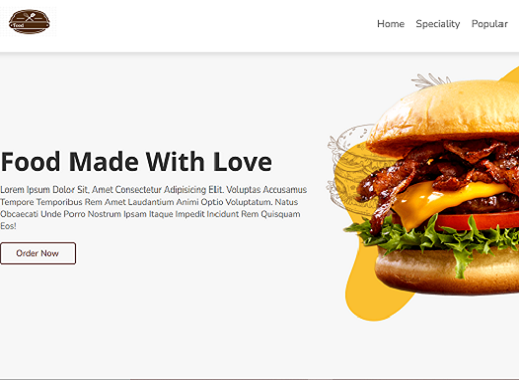 Food
Home Speciality Popular
Food Made With Love
Lorem Ipsum Dolor Sit, Amet Consectetur Adipisicing Elit. Voluptas Accusamus
Tempore Temporibus Rem Amet Laudantium Animi Optio Voluptatum. Natus
Obcaecati Unde Porro Nostrum Ipsam Itaque Impedit Incidunt Rem Quisquam
Eos!
Order Now